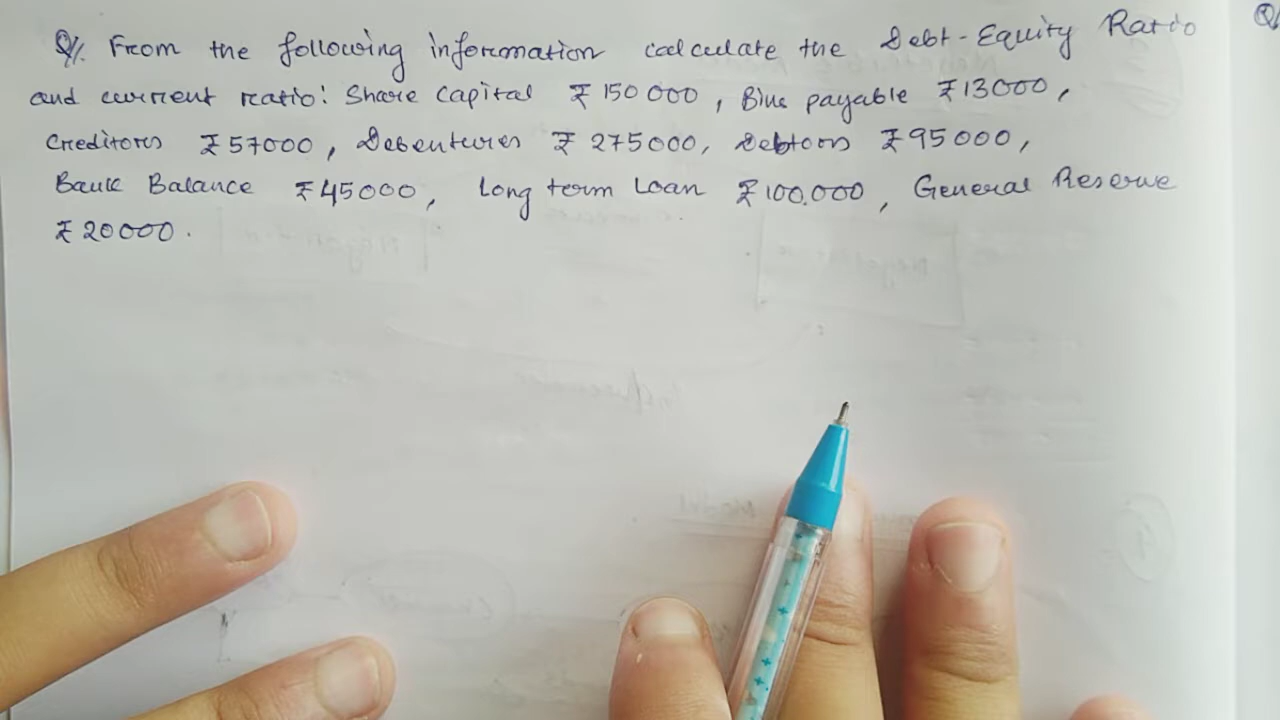 Q/. From the following information calculate the Debt-Equity Ratio
and current ratio: Share Capital ₹ 150000, Bills payable ₹13000,
Creditors ₹57000, Debentures ₹ 275000, Debtors ₹95000,
Bank Balance ₹45000, Long term Loan ₹100,000, General Reserve
₹20000.
Q